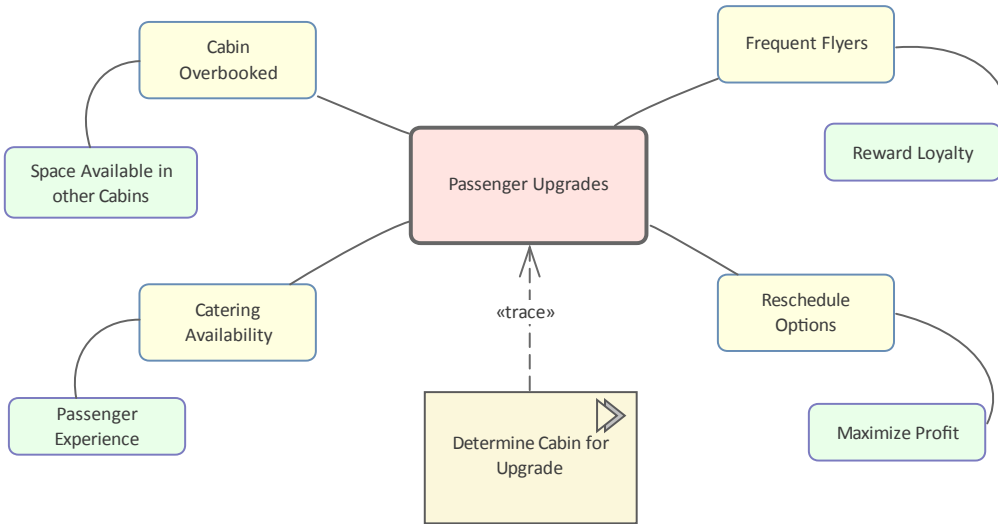 Cabin
Overbooked
Frequent Flyers
Space Available in
other Cabins
Reward Loyalty
Passenger Upgrades
Catering
Availability
Reschedule
Options
«trace»
Passenger
Experience
Maximize Profit
Determine Cabin for
Upgrade